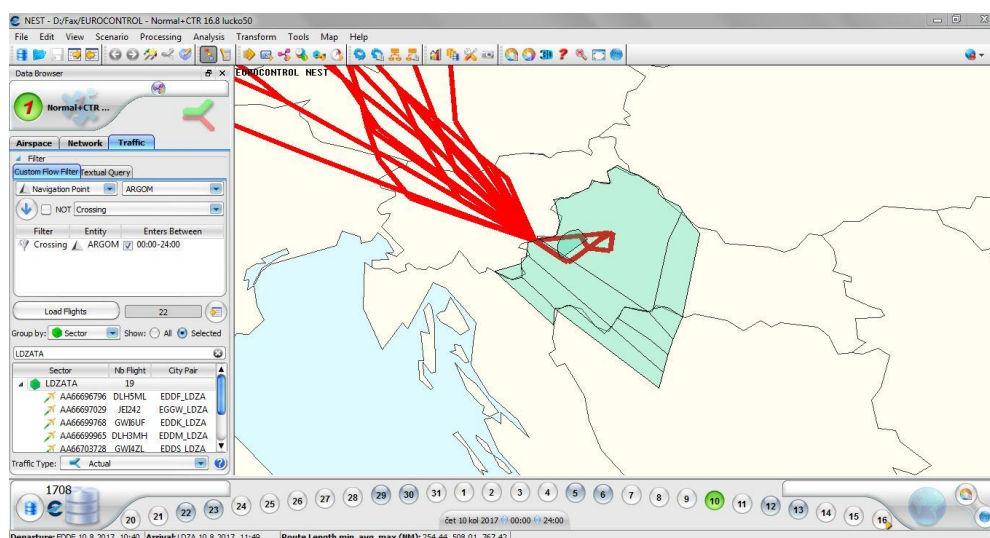 NEST - D:/Fax/EUROCONTROL - Normal+CTR 16.8 lucko50
File Edit View Scenario Processing Analysis Transform Tools Map Help
Data Browser
EUROCONTROL NEST
1 Normal+CTR ...
Airspace Network Traffic
Filter
Custom Flow Filter Textual Query
Navigation Point ARGOM
NOT Crossing
Filter Entity Enters Between
Crossing ARGOM 00:00-24:00
Load Flights 22
Group by: Sector Show: All Selected
LDZATA
Sector Nb Flight City Pair
LDZATA 19
AA66696796 DLH5ML EDDF_LDZA
AA66697029 JEI242 EGGW_LDZA
AA66699768 GWI6UF EDDK_LDZA
AA66699965 DLH3MH EDDM_LDZA
AA66703728 GWI4ZL EDDS_LDZA
Traffic Type: Actual
1708
20 21 22 23 24 25 26 27 28 29 30 31 1 2 3 4 5 6 7 8 9 10 11 12 13 14 15 16
čet 10 kol 2017 00:00 24:00
Departure: EDDF 10.8.2017. 10:40 Arrival: LDZA 10.8.2017. 11:49 Route Length min, avg, max (NM): 254.44, 508.01, 767.42